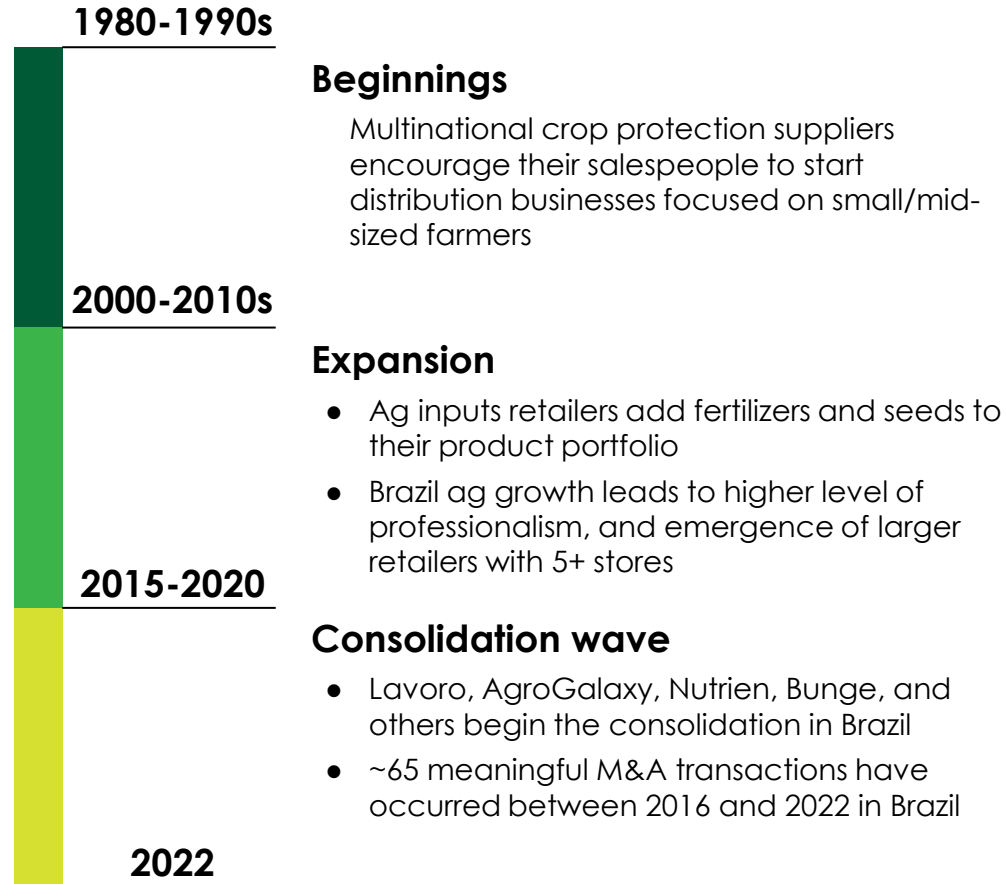 1980-1990s
Beginnings
Multinational crop protection suppliers
encourage their salespeople to start
distribution businesses focused on small/mid-
sized farmers
2000-2010s
Expansion
● Ag inputs retailers add fertilizers and seeds to
their product portfolio
● Brazil ag growth leads to higher level of
professionalism, and emergence of larger
retailers with 5+ stores
2015-2020
Consolidation wave
● Lavoro, AgroGalaxy, Nutrien, Bunge, and
others begin the consolidation in Brazil
● ~65 meaningful M&A transactions have
occurred between 2016 and 2022 in Brazil
2022